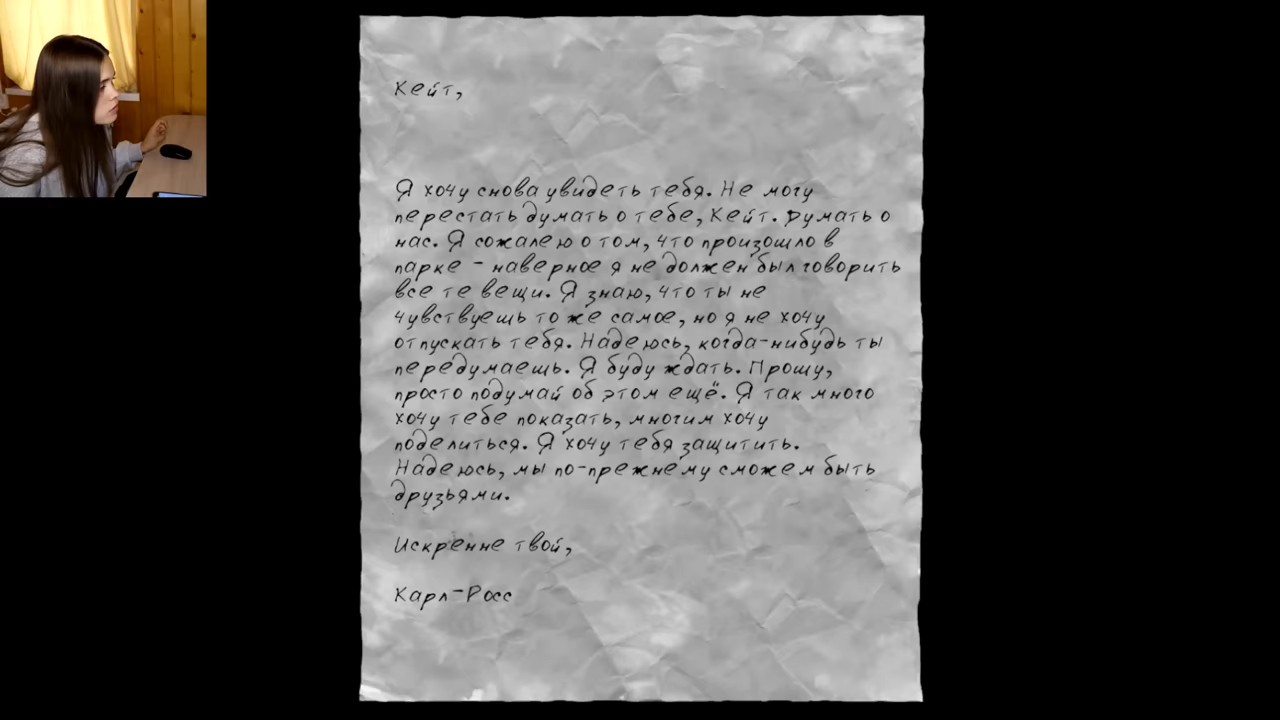 Кейт,
Я хочу снова увидеть тебя. Не могу
перестать думать о тебе, Кейт. Думать о
нас. Я сожалею о том, что произошло в
парке - наверное я не должен был говорить
все те вещи. Я знаю, что ты не
чувствуешь то же самое, но я не хочу
отпускать тебя. Надеюсь, когда-нибудь ты
передумаешь. Я буду ждать. Прошу,
просто подумай об этом ещё. Я так много
хочу тебе показать, многим хочу
поделиться. Я хочу тебя защитить.
Надеюсь, мы по-прежнему сможем быть
друзьями.
Искренне твой,
Карл-Росс